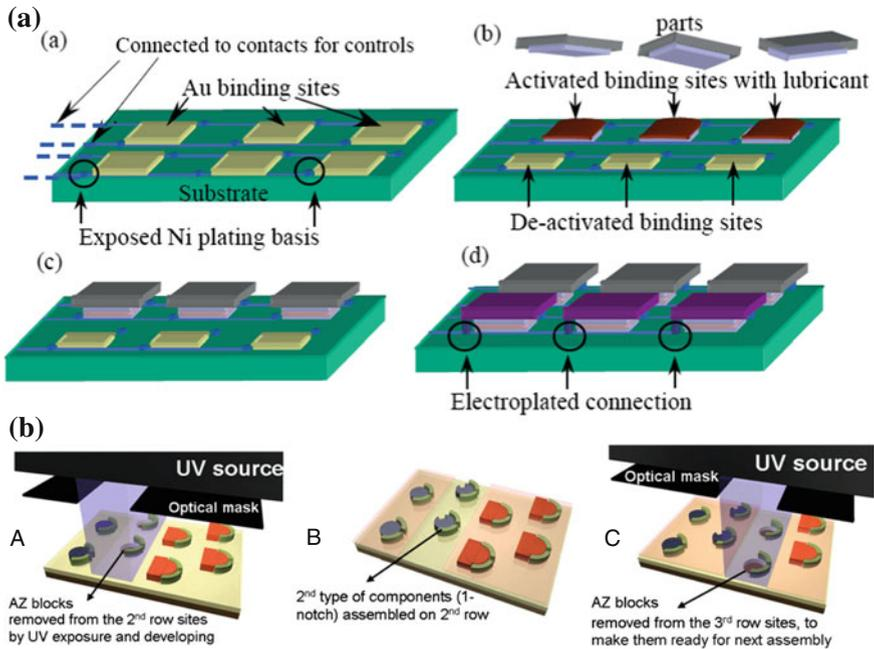 (a)
(a)
Connected to contacts for controls
Au binding sites
Substrate
Exposed Ni plating basis
(b)
parts
Activated binding sites with lubricant
De-activated binding sites
(c)
(d)
Electroplated connection
(b)
UV source
Optical mask
A
AZ blocks
removed from the 2nd row sites
by UV exposure and developing
B
2nd type of components (1-
notch) assembled on 2nd row
UV source
Optical mask
C
AZ blocks
removed from the 3rd row sites, to
make them ready for next assembly